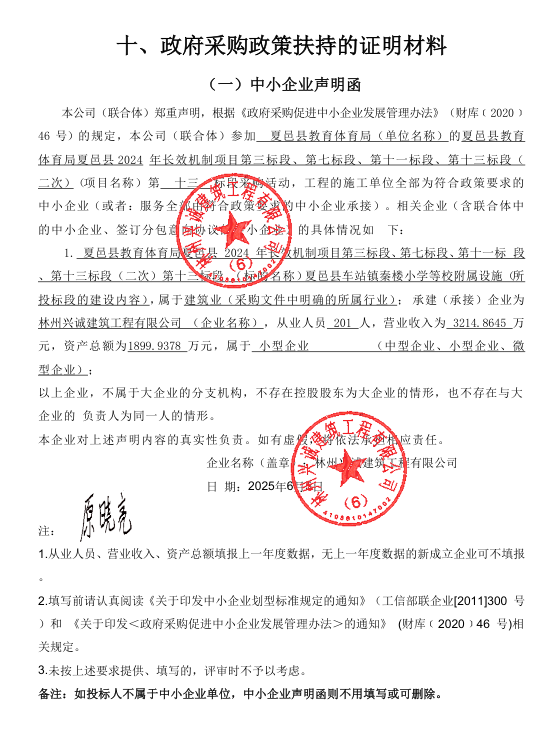 十、政府采购政策扶持的证明材料
（一）中小企业声明函
本公司（联合体）郑重声明，根据《政府采购促进中小企业发展管理办法》（财库﹝2020﹞
46 号）的规定，本公司（联合体）参加 夏邑县教育体育局（单位名称）的夏邑县教育
体育局夏邑县 2024 年长效机制项目第三标段、第七标段、第十一标段、第十三标段（
二次）（项目名称）第 十三 标段采购活动，工程的施工单位全部为符合政策要求的
中小企业（或者：服务全部由符合政策要求的中小企业承接）。相关企业（含联合体中
的中小企业、签订分包意向协议的中小企业）的具体情况如 下：
1. 夏邑县教育体育局夏邑县 2024 年长效机制项目第三标段、第七标段、第十一标 段
、第十三标段（二次）第十三标段 （标的名称）夏邑县车站镇秦楼小学等校附属设施（所
投标段的建设内容），属于建筑业（采购文件中明确的所属行业）； 承建（承接）企业为
林州兴诚建筑工程有限公司 （企业名称），从业人员 201 人，营业收入为 3214.8645 万
元，资产总额为1899.9378 万元，属于 小型企业 （中型企业、小型企业、微
型企业）；
以上企业，不属于大企业的分支机构，不存在控股股东为大企业的情形，也不存在与大
企业的 负责人为同一人的情形。
本企业对上述声明内容的真实性负责。如有虚假，将依法承担相应责任。
企业名称（盖章 林州兴诚建筑工程有限公司
日 期：2025年6月 日
林州兴诚建筑工程有限公司
（6）
4105810147002
林州兴诚建筑工程有限公司
（6）
4105810147002
原晓亮
注：
1.从业人员、营业收入、资产总额填报上一年度数据，无上一年度数据的新成立企业可不填报
。
2.填写前请认真阅读《关于印发中小企业划型标准规定的通知》（工信部联企业[2011]300 号
）和 《关于印发＜政府采购促进中小企业发展管理办法＞的通知》 (财库﹝2020﹞46 号)相
关规定。
3.未按上述要求提供、填写的，评审时不予以考虑。
备注：如投标人不属于中小企业单位，中小企业声明函则不用填写或可删除。